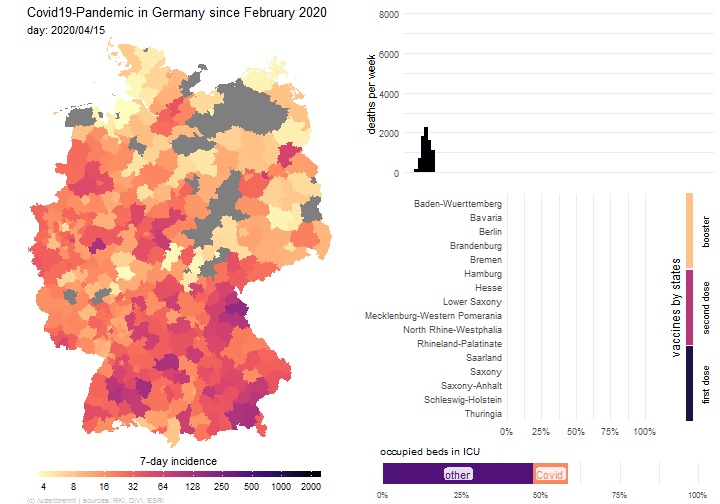 Covid19-Pandemic in Germany since February 2020
day: 2020/04/15
7-day incidence
4 8 16 32 64 120 250 500 1000 2000
(c) /u/zeitbremt | sources: RKI, DIVI, ESRI
deaths per week
8000
6000
4000
2000
0
Baden-Wuerttemberg
Bavaria
Berlin
Brandenburg
Bremen
Hamburg
Hesse
Lower Saxony
Mecklenburg-Western Pomerania
North Rhine-Westphalia
Rhineland-Palatinate
Saarland
Saxony
Saxony-Anhalt
Schleswig-Holstein
Thuringia
0% 25% 50% 75% 100%
vaccines by states
booster
second dose
first dose
occupied beds in ICU
other Covid
0% 25% 50% 75% 100%